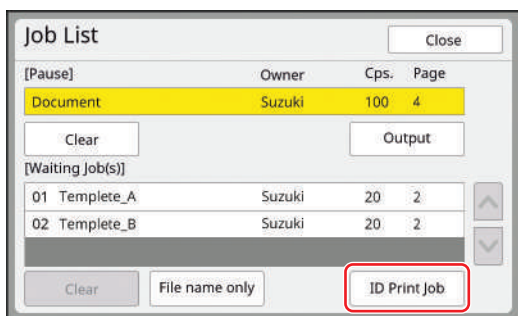 Job List Close
[Pause] Owner Cps. Page
Document Suzuki 100 4
Clear Output
[Waiting Job(s)]
01 Templete_A Suzuki 20 2
02 Templete_B Suzuki 20 2
Clear File name only ID Print Job